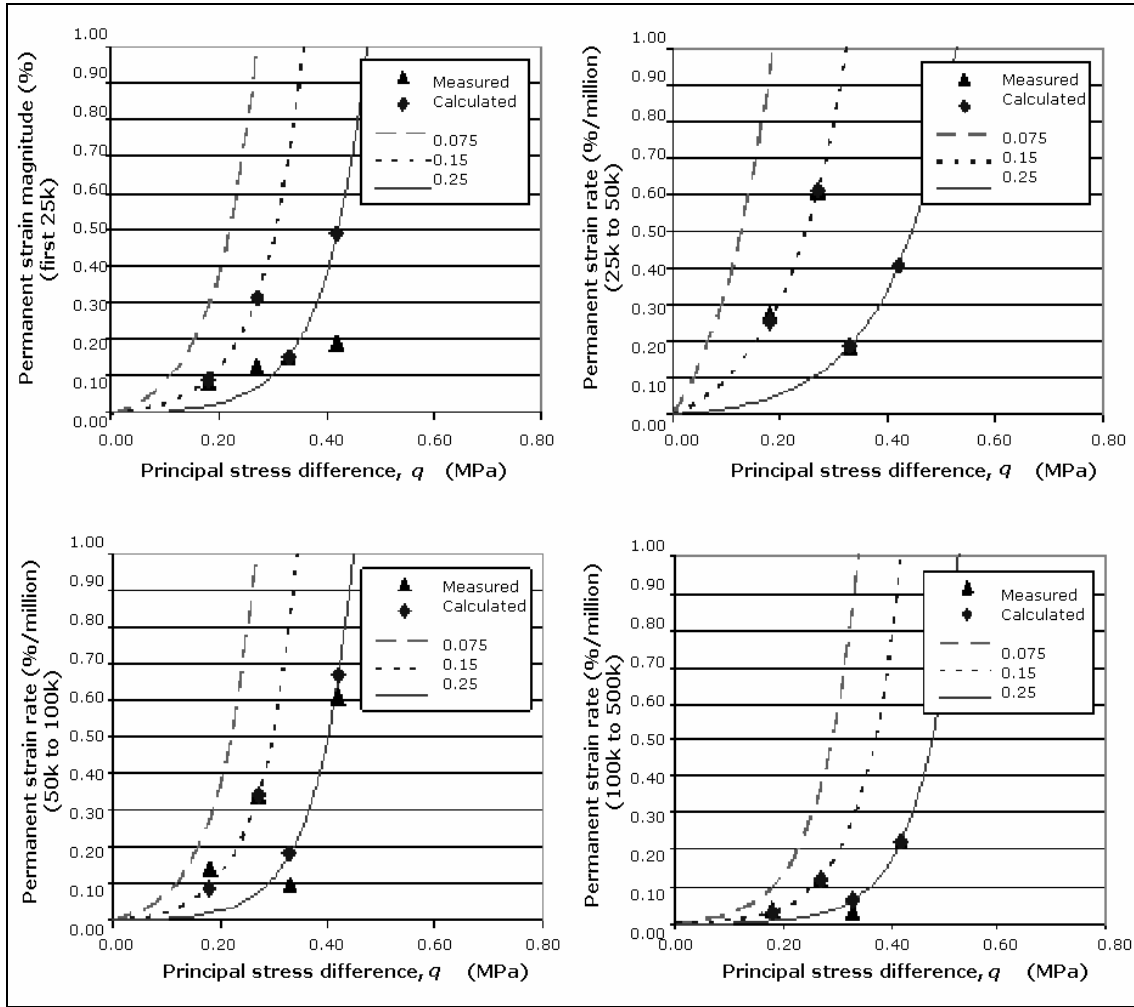 Permanent strain magnitude (%)
(first 25k)
1.00
0.90
0.80
0.70
0.60
0.50
0.40
0.30
0.20
0.10
0.00
0.00 0.20 0.40 0.60 0.80
Principal stress difference, q (MPa)
Measured
Calculated
0.075
0.15
0.25
Permanent strain rate (%/million)
(25k to 50k)
1.00
0.90
0.80
0.70
0.60
0.50
0.40
0.30
0.20
0.10
0.00
0.00 0.20 0.40 0.60 0.80
Principal stress difference, q (MPa)
Measured
Calculated
0.075
0.15
0.25
Permanent strain rate (%/million)
(50k to 100k)
1.00
0.90
0.80
0.70
0.60
0.50
0.40
0.30
0.20
0.10
0.00
0.00 0.20 0.40 0.60 0.80
Principal stress difference, q (MPa)
Measured
Calculated
0.075
0.15
0.25
Permanent strain rate (%/million)
(100k to 500k)
1.00
0.90
0.80
0.70
0.60
0.50
0.40
0.30
0.20
0.10
0.00
0.00 0.20 0.40 0.60 0.80
Principal stress difference, q (MPa)
Measured
Calculated
0.075
0.15
0.25